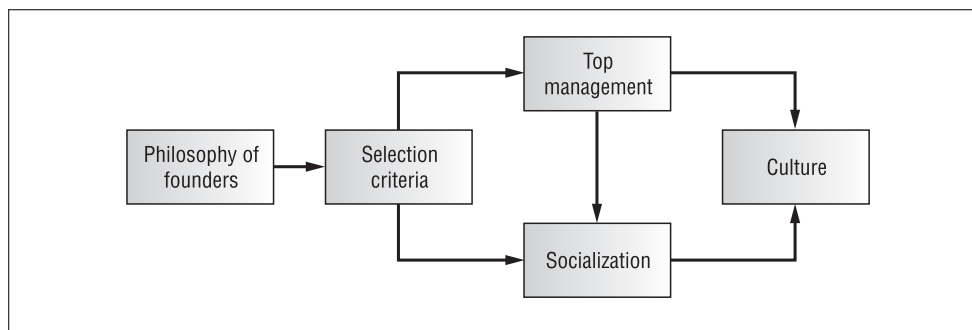 Philosophy of
founders
Selection
criteria
Top
management
Socialization
Culture